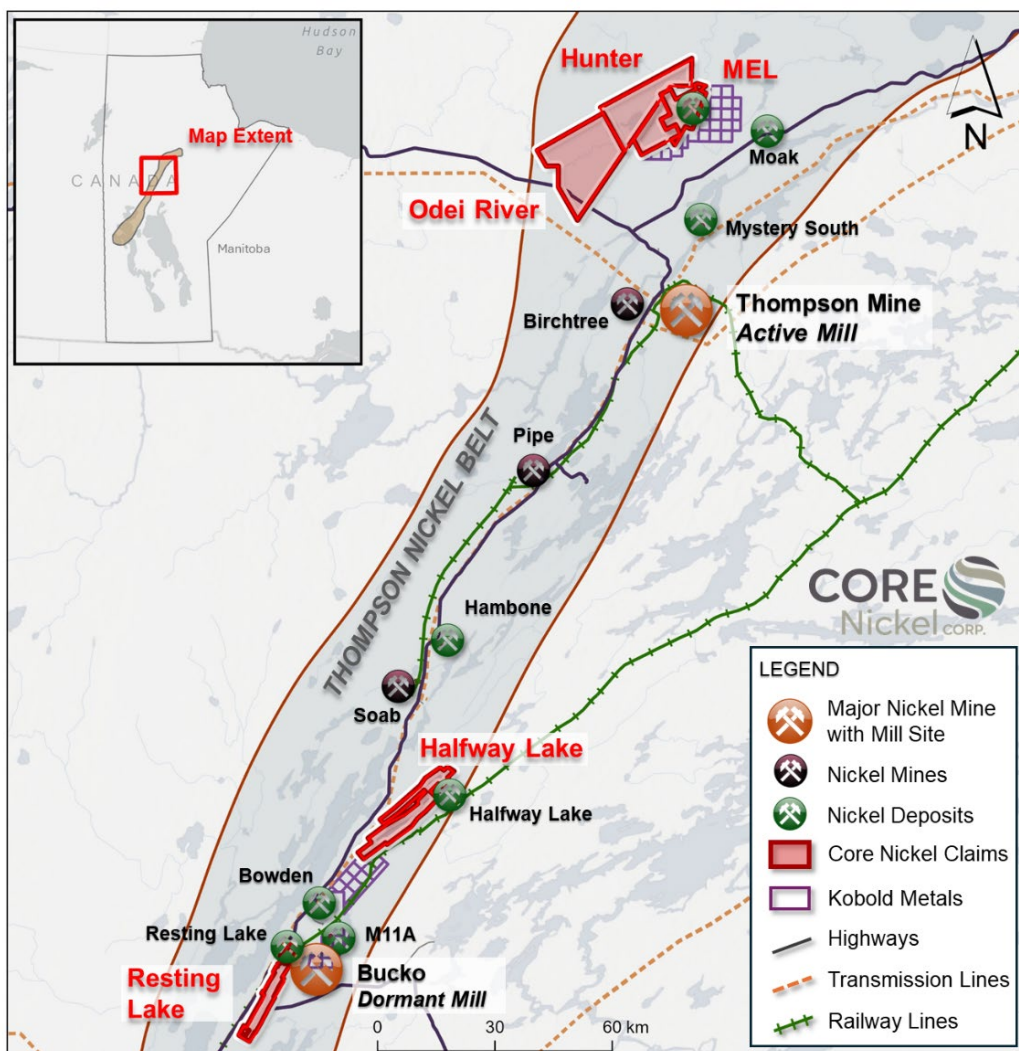 Hudson
Bay
Map Extent
CANADA
Manitoba
Hunter
MEL
Moak
N
Odei River
Mystery South
Birchtree
Thompson Mine
Active Mill
Pipe
THOMPSON NICKEL BELT
Hambone
Soab
CORE
Nickel CORP.
Halfway Lake
Halfway Lake
Bowden
Resting Lake
M11A
Resting
Lake
Bucko
Dormant Mill
0 30 60 km
LEGEND
Major Nickel Mine
with Mill Site
Nickel Mines
Nickel Deposits
Core Nickel Claims
Kobold Metals
Highways
Transmission Lines
Railway Lines